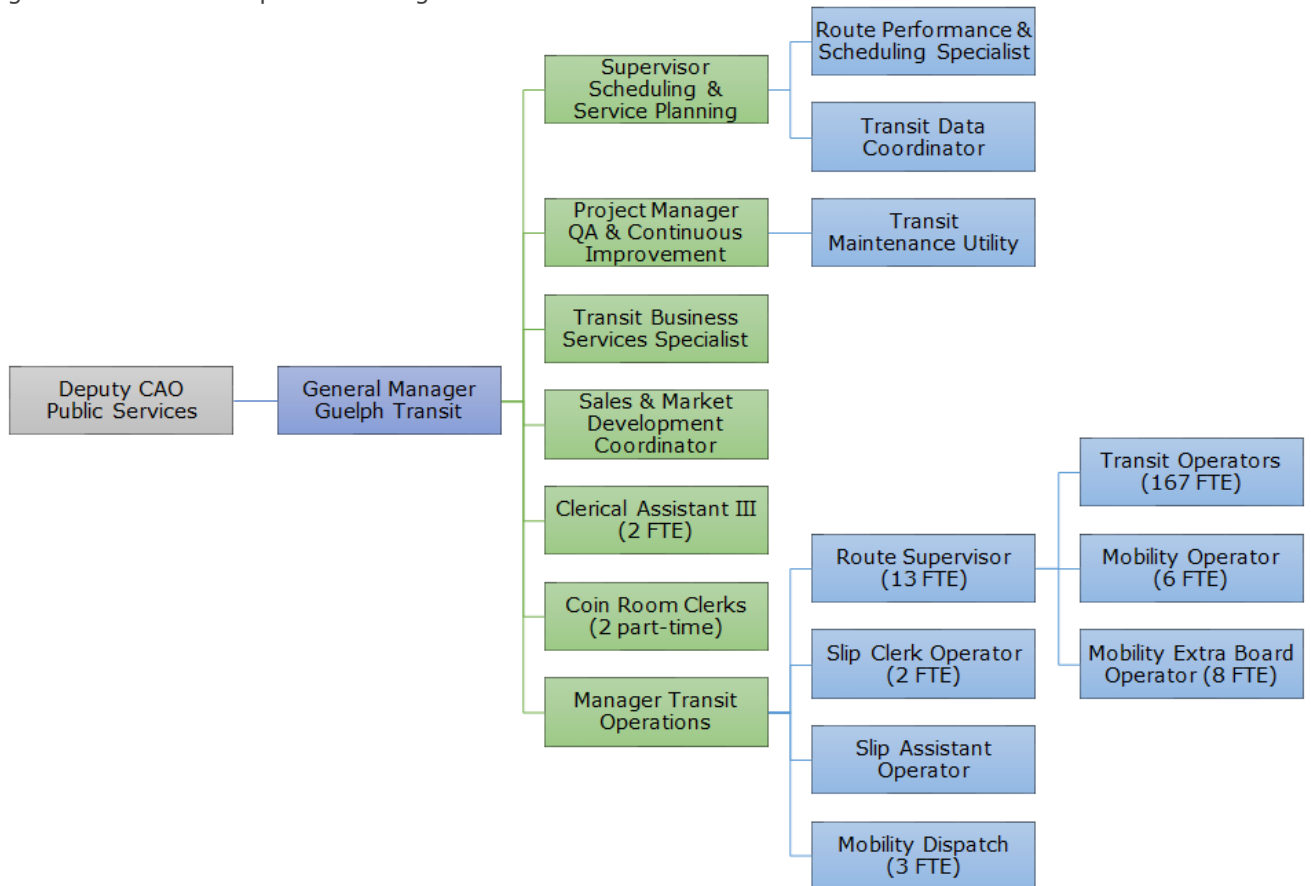 Route Performance &
Scheduling Specialist
Supervisor
Scheduling &
Service Planning
Transit Data
Coordinator
Project Manager
QA & Continuous
Improvement
Transit
Maintenance Utility
Transit Business
Services Specialist
Deputy CAO
Public Services
General Manager
Guelph Transit
Sales & Market
Development
Coordinator
Clerical Assistant III
(2 FTE)
Coin Room Clerks
(2 part-time)
Manager Transit
Operations
Route Supervisor
(13 FTE)
Slip Clerk Operator
(2 FTE)
Slip Assistant
Operator
Mobility Dispatch
(3 FTE)
Transit Operators
(167 FTE)
Mobility Operator
(6 FTE)
Mobility Extra Board
Operator (8 FTE)